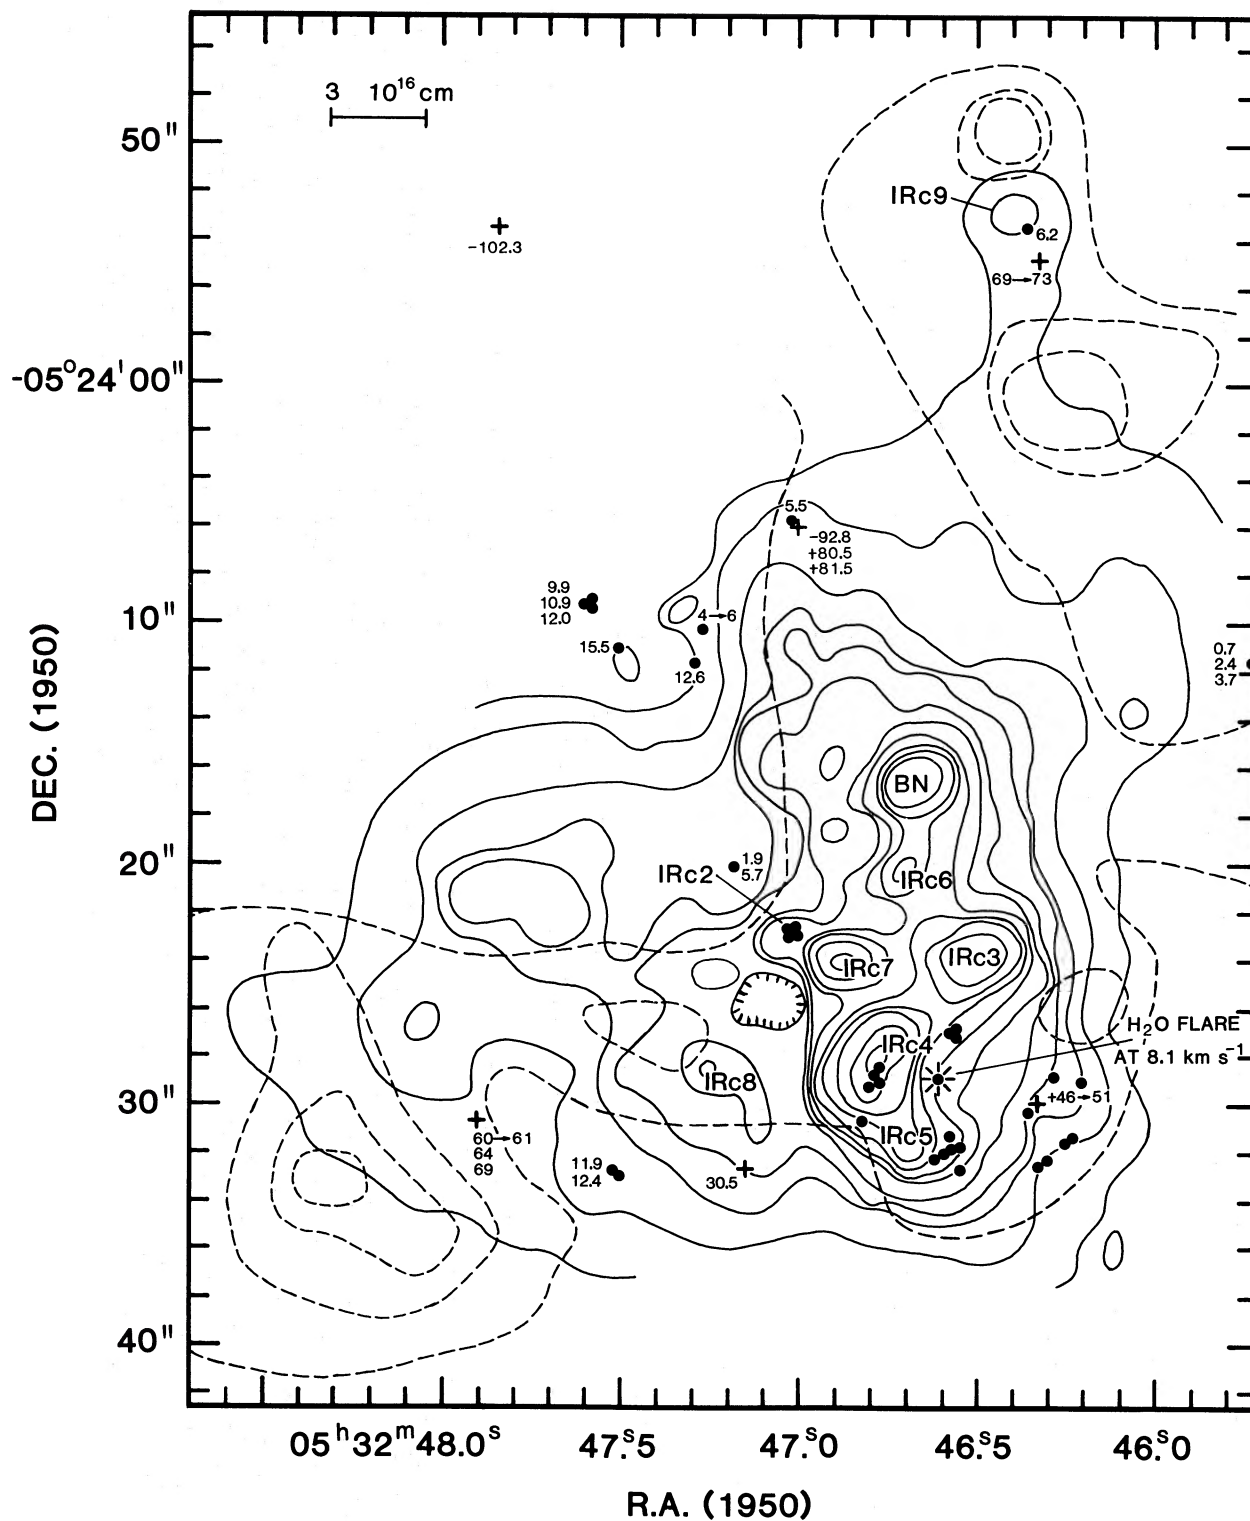 3 10¹⁶ cm
50"
IRc9
6.2
-102.3
69→73
-05°24'00"
5.5
-92.8
+80.5
+81.5
9.9
10.9
12.0
4→6
10"
15.5
12.6
0.7
2.4
3.7
DEC. (1950)
BN
20"
1.9
5.7
IRc2
IRc6
IRc7
IRc3
H₂O FLARE
AT 8.1 km s⁻¹
IRc4
IRc8
30"
+46→51
60→61
64
69
IRc5
11.9
12.4
30.5
40"
05ʰ32ᵐ48.0ˢ
47.ˢ5
47.ˢ0
46.ˢ5
46.ˢ0
R.A. (1950)